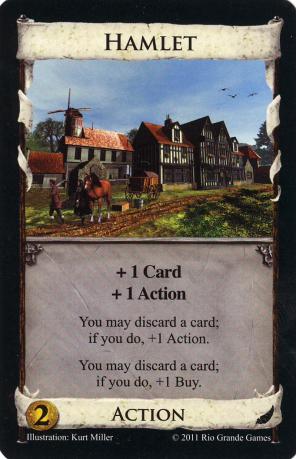 HAMLET
+ 1 Card
+ 1 Action
You may discard a card;
if you do, +1 Action.
You may discard a card;
if you do, +1 Buy.
2
ACTION
Illustration: Kurt Miller
© 2011 Rio Grande Games